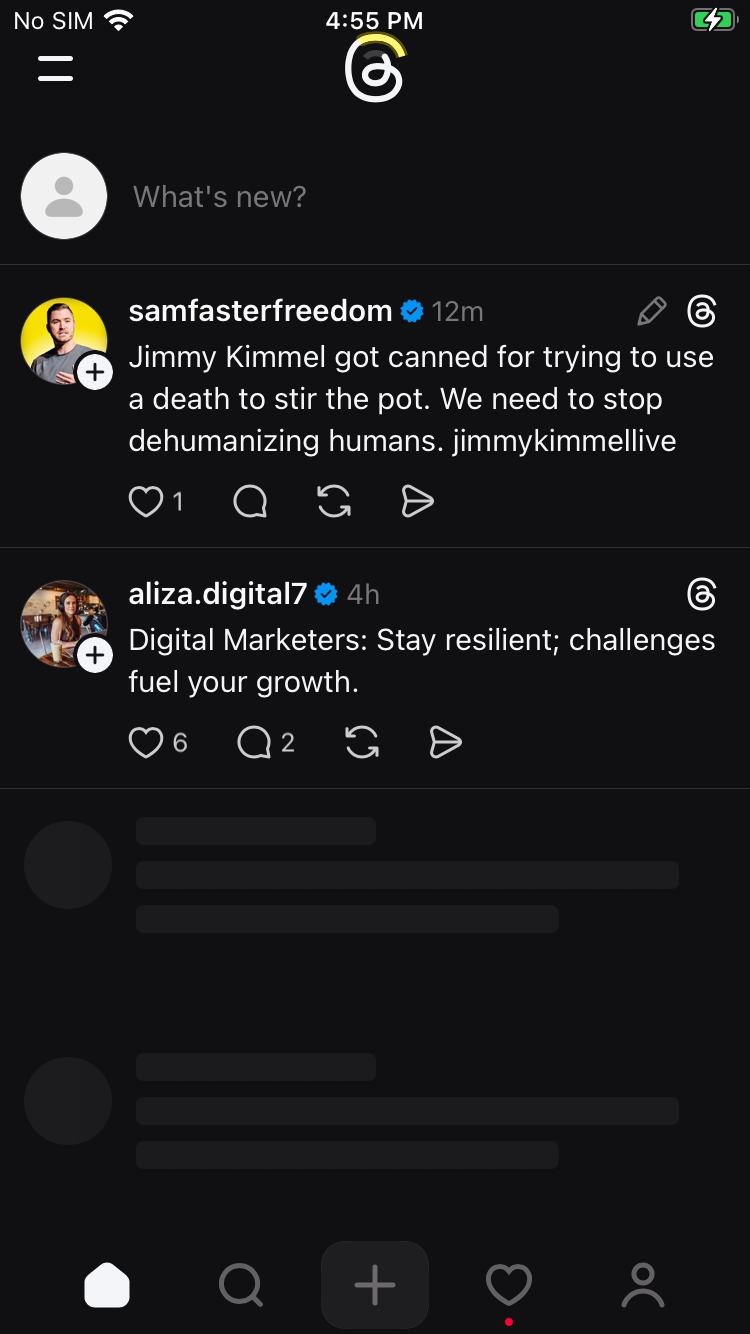 No SIM 4:55 PM
What's new?
samfasterfreedom 12m
Jimmy Kimmel got canned for trying to use
a death to stir the pot. We need to stop
dehumanizing humans. jimmykimmellive
1
aliza.digital7 4h
Digital Marketers: Stay resilient; challenges
fuel your growth.
6 2